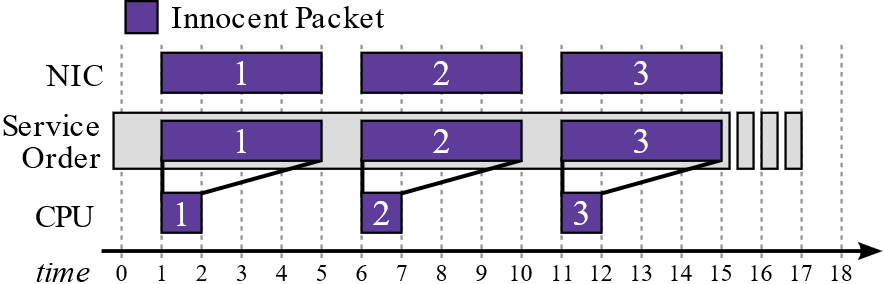 Innocent Packet
NIC 1 2 3
Service Order 1 2 3
CPU 1 2 3
time 0 1 2 3 4 5 6 7 8 9 10 11 12 13 14 15 16 17 18